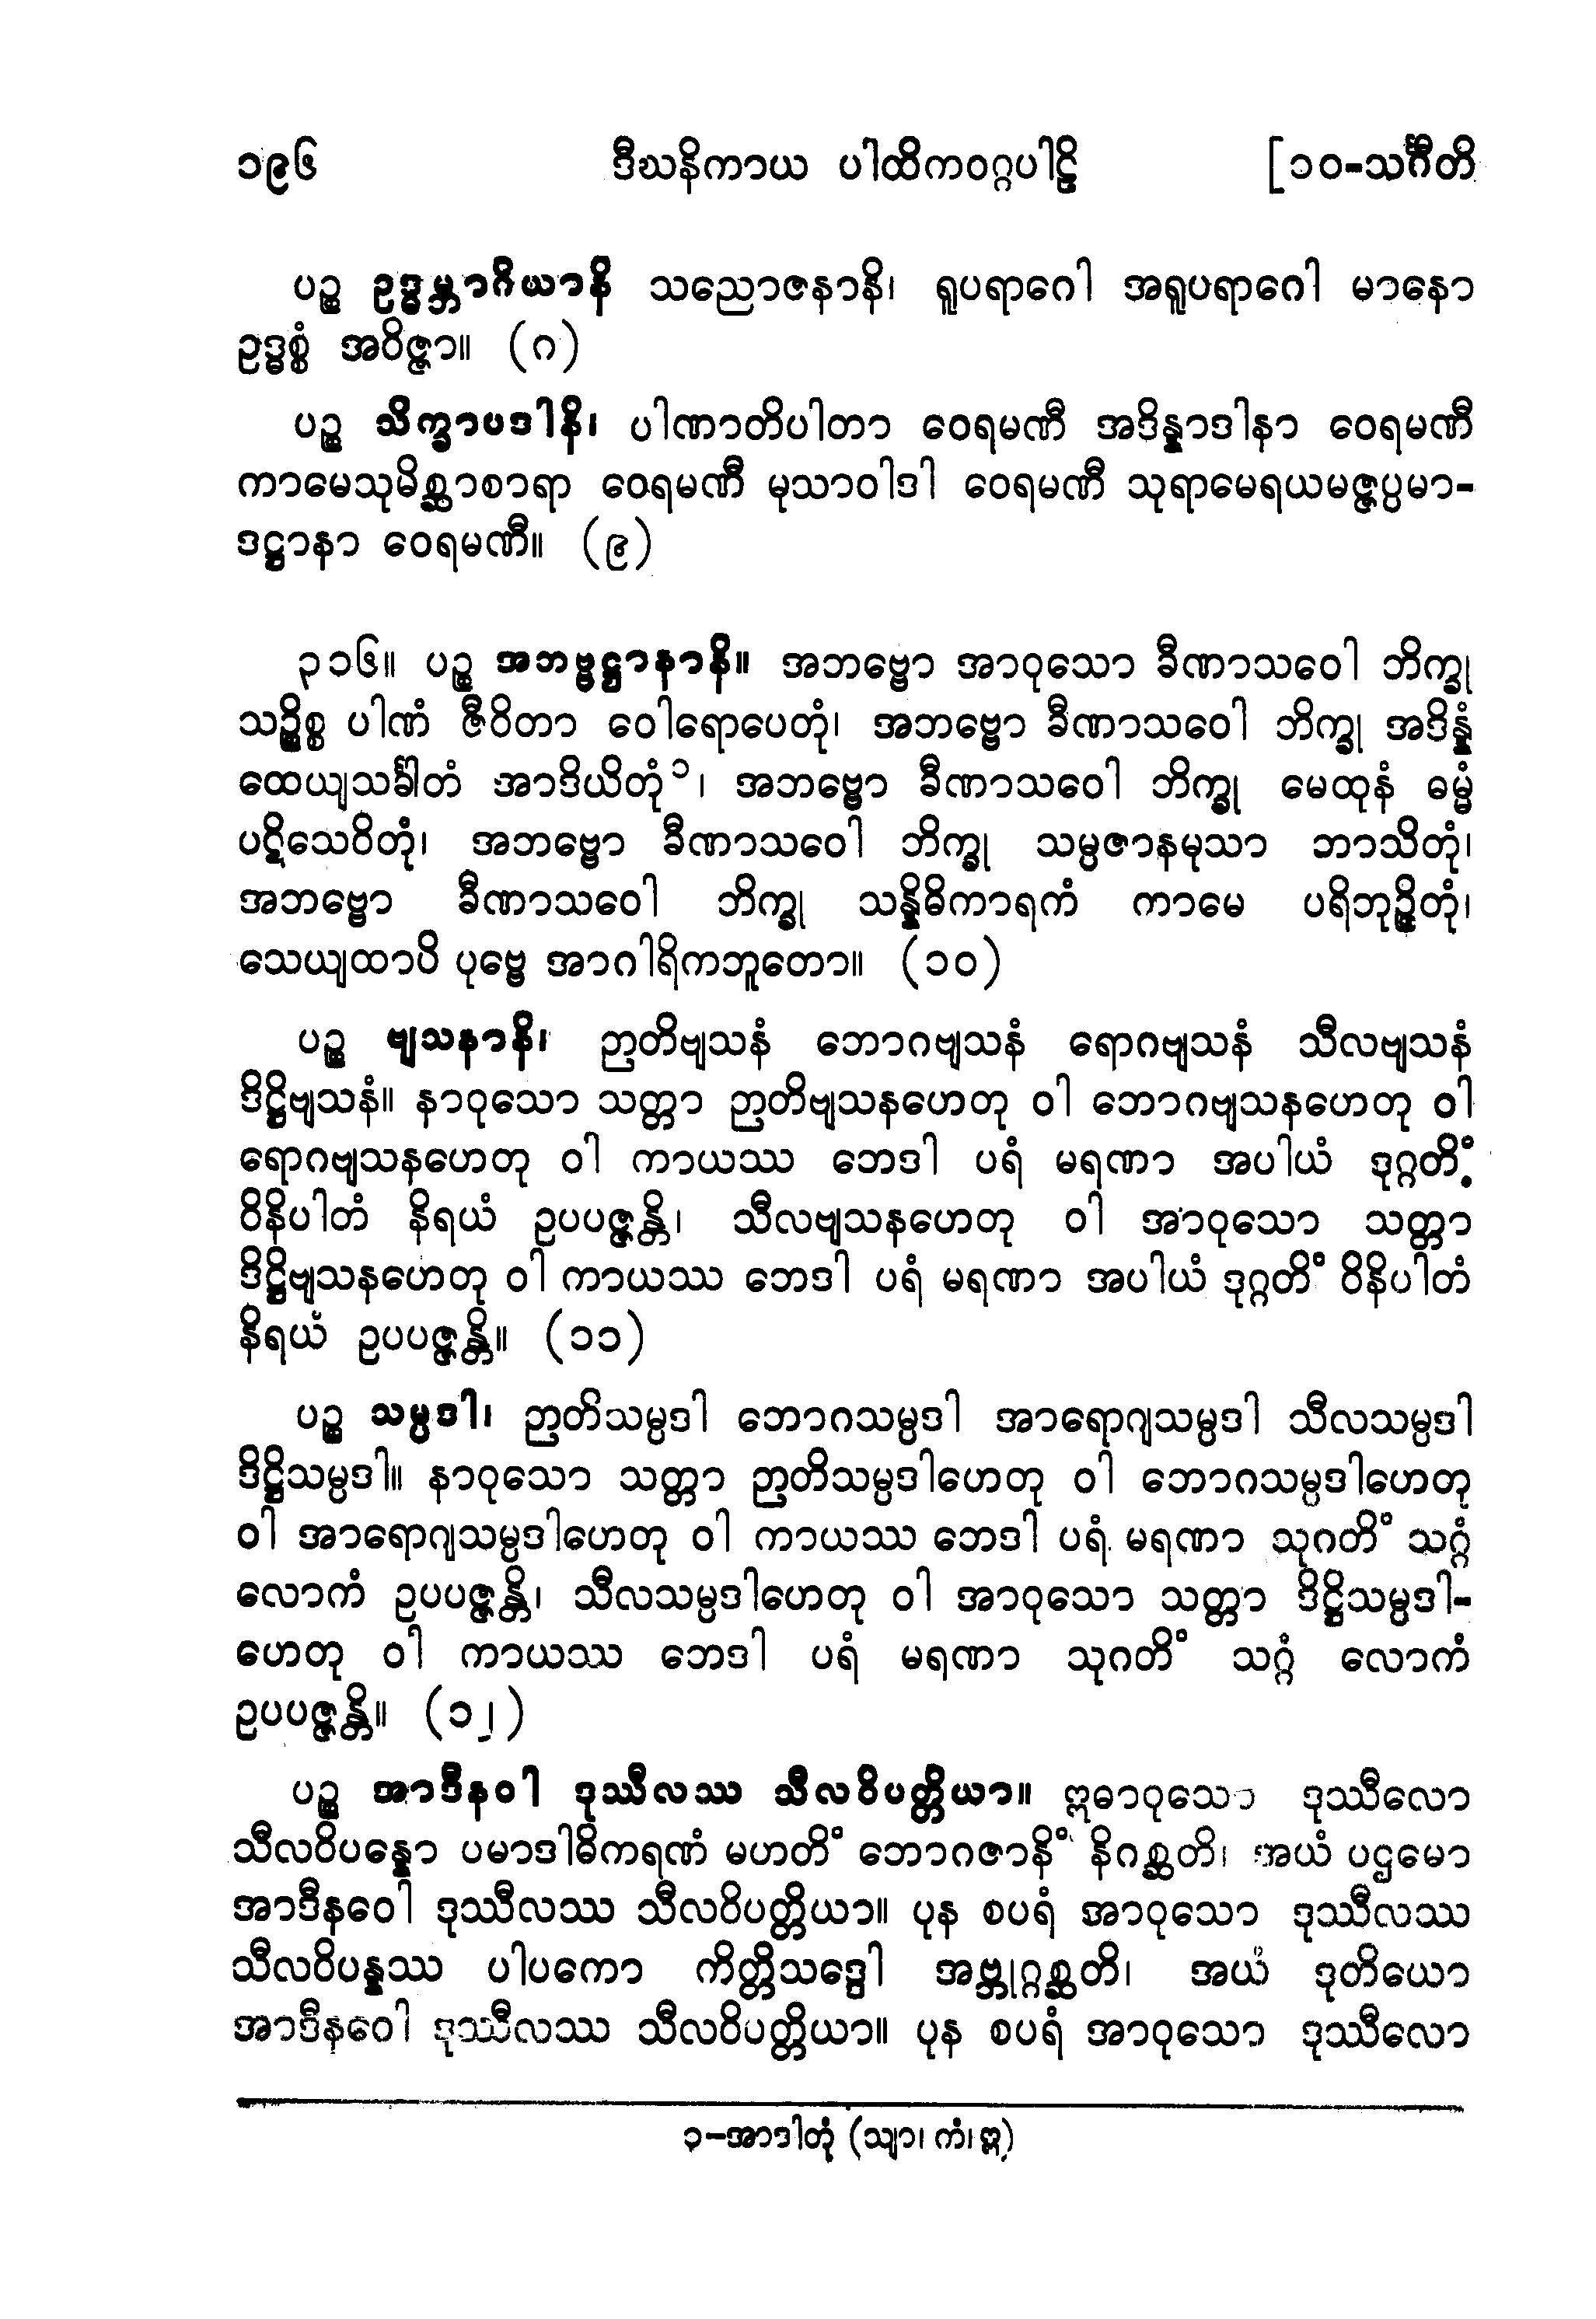 ၁၉၆ ဒီဃနိကာယ ပါထိကဝဂ္ဂပါဠိ [၁၀-သင်္ဂီတိ
ပဉ္စ ဥဒ္ဓမ္ဘာဂိယာနိ သညောဇနာနိ၊ ရူပရာဂေါ အရူပရာဂေါ မာနော
ဥဒ္ဓစ္စံ အဝိဇ္ဇာ။ (၈)
ပဉ္စ သိက္ခာပဒါနိ၊ ပါဏာတိပါတာ ဝေရမဏီ အဒိန္နာဒါနာ ဝေရမဏီ
ကာမေသုမိစ္ဆာစာရာ ဝေရမဏီ မုသာဝါဒါ ဝေရမဏီ သုရာမေရယမဇ္ဇပ္ပမာ-
ဒဋ္ဌာနာ ဝေရမဏီ။ (၉)
၃၁၆။ ပဉ္စ အဘဗ္ဗဋ္ဌာနာနိ။ အဘဗ္ဗော အာဝုသော ခီဏာသဝေါ ဘိက္ခု
သဉ္စိစ္စ ပါဏံ ဇီဝိတာ ဝေါရောပေတုံ၊ အဘဗ္ဗော ခီဏာသဝေါ ဘိက္ခု အဒိန္နံ
ထေယျသင်္ခါတံ အာဒိယိတုံ၁၊ အဘဗ္ဗော ခီဏာသဝေါ ဘိက္ခု မေထုနံ ဓမ္မံ
ပဋိသေဝိတုံ၊ အဘဗ္ဗော ခီဏာသဝေါ ဘိက္ခု သမ္ပဇာနမုသာ ဘာသိတုံ၊
အဘဗ္ဗော ခီဏာသဝေါ ဘိက္ခု သန္နိဓိကာရကံ ကာမေ ပရိဘုဉ္ဇိတုံ၊
သေယျထာပိ ပုဗ္ဗေ အာဂါရိကဘူတော။ (၁၀)
ပဉ္စ ဗျသနာနိ၊ ဉာတိဗျသနံ ဘောဂဗျသနံ ရောဂဗျသနံ သီလဗျသနံ
ဒိဋ္ဌိဗျသနံ။ နာဝုသော သတ္တာ ဉာတိဗျသနဟေတု ဝါ ဘောဂဗျသနဟေတု ဝါ
ရောဂဗျသနဟေတု ဝါ ကာယဿ ဘေဒါ ပရံ မရဏာ အပါယံ ဒုဂ္ဂတိံ
ဝိနိပါတံ နိရယံ ဥပပဇ္ဇန္တိ၊ သီလဗျသနဟေတု ဝါ အာဝုသော သတ္တာ
ဒိဋ္ဌိဗျသနဟေတု ဝါ ကာယဿ ဘေဒါ ပရံ မရဏာ အပါယံ ဒုဂ္ဂတိံ ဝိနိပါတံ
နိရယံ ဥပပဇ္ဇန္တိ။ (၁၁)
ပဉ္စ သမ္ပဒါ၊ ဉာတိသမ္ပဒါ ဘောဂသမ္ပဒါ အာရောဂျသမ္ပဒါ သီလသမ္ပဒါ
ဒိဋ္ဌိသမ္ပဒါ။ နာဝုသော သတ္တာ ဉာတိသမ္ပဒါဟေတု ဝါ ဘောဂသမ္ပဒါဟေတု
ဝါ အာရောဂျသမ္ပဒါဟေတု ဝါ ကာယဿ ဘေဒါ ပရံ မရဏာ သုဂတိံ သဂ္ဂံ
လောကံ ဥပပဇ္ဇန္တိ၊ သီလသမ္ပဒါဟေတု ဝါ အာဝုသော သတ္တာ ဒိဋ္ဌိသမ္ပဒါ-
ဟေတု ဝါ ကာယဿ ဘေဒါ ပရံ မရဏာ သုဂတိံ သဂ္ဂံ လောကံ
ဥပပဇ္ဇန္တိ။ (၁၂)
ပဉ္စ အာဒီနဝါ ဒုဿီလဿ သီလဝိပတ္တိယာ။ ဣဓာဝုသော ဒုဿီလော
သီလဝိပန္နော ပမာဒါဓိကရဏံ မဟတိံ ဘောဂဇာနိံ နိဂစ္ဆတိ၊ အယံ ပဌမော
အာဒီနဝေါ ဒုဿီလဿ သီလဝိပတ္တိယာ။ ပုန စပရံ အာဝုသော ဒုဿီလဿ
သီလဝိပန္နဿ ပါပကော ကိတ္တိသဒ္ဒေါ အဗ္ဘုဂ္ဂစ္ဆတိ၊ အယံ ဒုတိယော
အာဒီနဝေါ ဒုဿီလဿ သီလဝိပတ္တိယာ။ ပုန စပရံ အာဝုသော ဒုဿီလော
၁-အာဒါတုံ (သျာ၊ ကံ၊ ဣ)